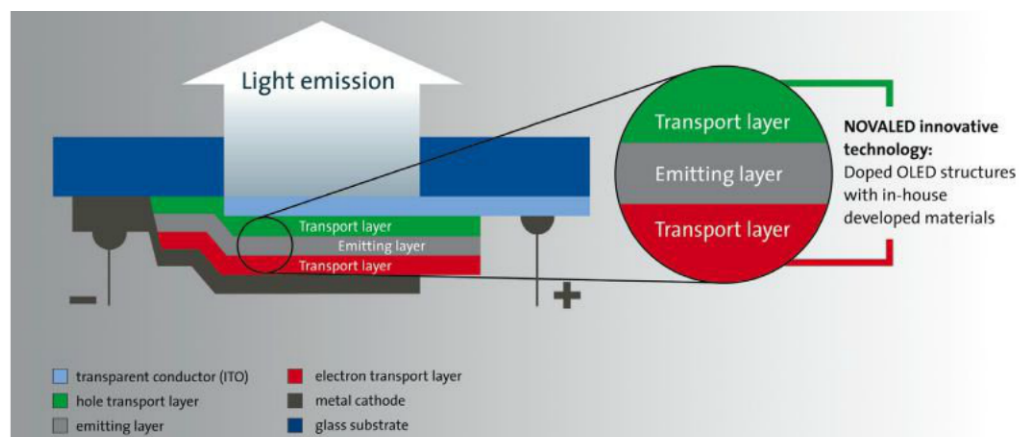 Light emission
Transport layer
Emitting layer
Transport layer
Transport layer
Emitting layer
Transport layer
NOVALED innovative
technology:
Doped OLED structures
with in-house
developed materials
−
+
transparent conductor (ITO)
hole transport layer
emitting layer
electron transport layer
metal cathode
glass substrate